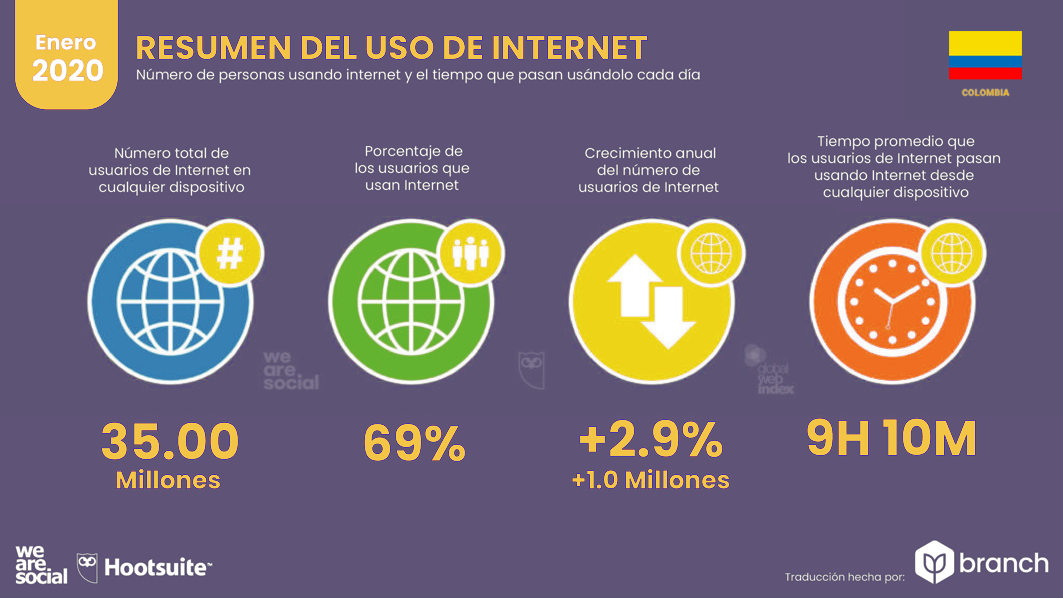 Enero
2020
RESUMEN DEL USO DE INTERNET
Número de personas usando internet y el tiempo que pasan usándolo cada día
COLOMBIA
Número total de
usuarios de Internet en
cualquier dispositivo
Porcentaje de
los usuarios que
usan Internet
Crecimiento anual
del número de
usuarios de Internet
Tiempo promedio que
los usuarios de Internet pasan
usando Internet desde
cualquier dispositivo
#
we
are
social
global
web
index
35.00
Millones
69%
+2.9%
+1.0 Millones
9H 10M
we
are
social
Hootsuite™
Traducción hecha por:
branch